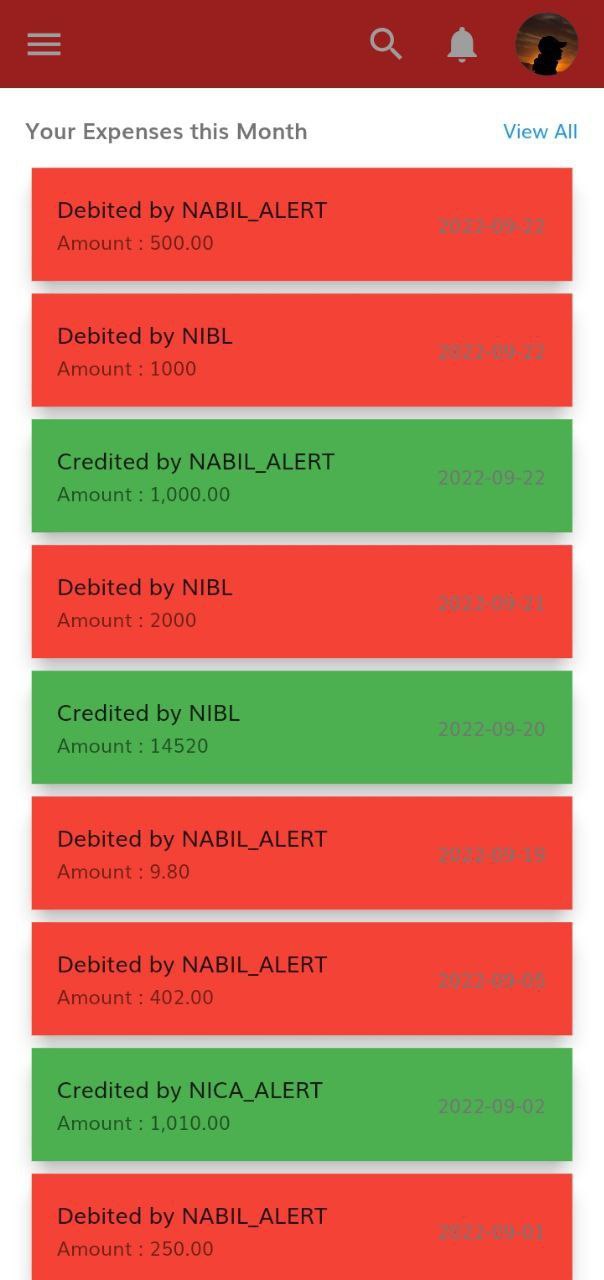 Your Expenses this Month
View All
Debited by NABIL_ALERT
Amount : 500.00
2022-09-22
Debited by NIBL
Amount : 1000
2022-09-22
Credited by NABIL_ALERT
Amount : 1,000.00
2022-09-22
Debited by NIBL
Amount : 2000
2022-09-21
Credited by NIBL
Amount : 14520
2022-09-20
Debited by NABIL_ALERT
Amount : 9.80
2022-09-19
Debited by NABIL_ALERT
Amount : 402.00
2022-09-05
Credited by NICA_ALERT
Amount : 1,010.00
2022-09-02
Debited by NABIL_ALERT
Amount : 250.00
2022-09-01